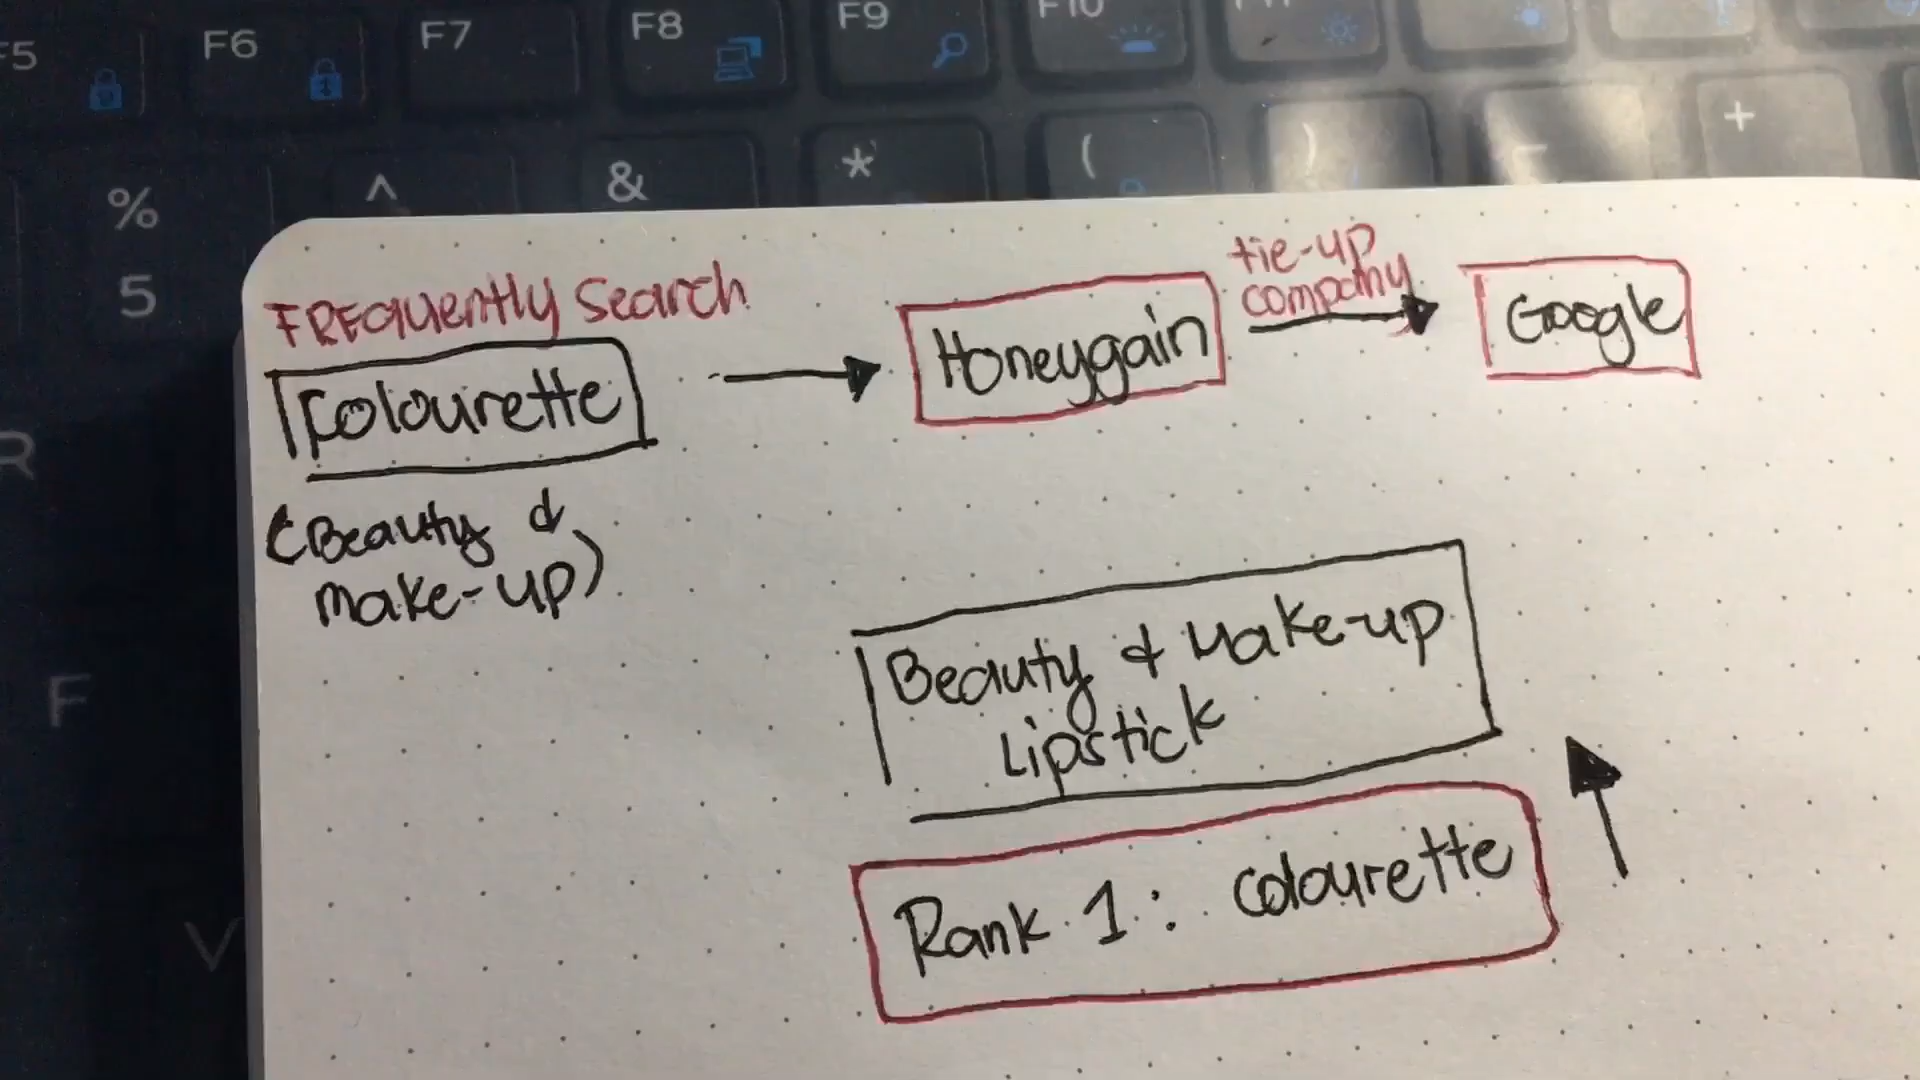 F5 F6 F7 F8 F9 F10
% ^ & * ( ) +
5
R
F
V
FREquently Search
Colourette
(Beauty &
make-up)
Honeygain
tie-up
company
Google
Beauty & Make-up
Lipstick
Rank 1: Colourette